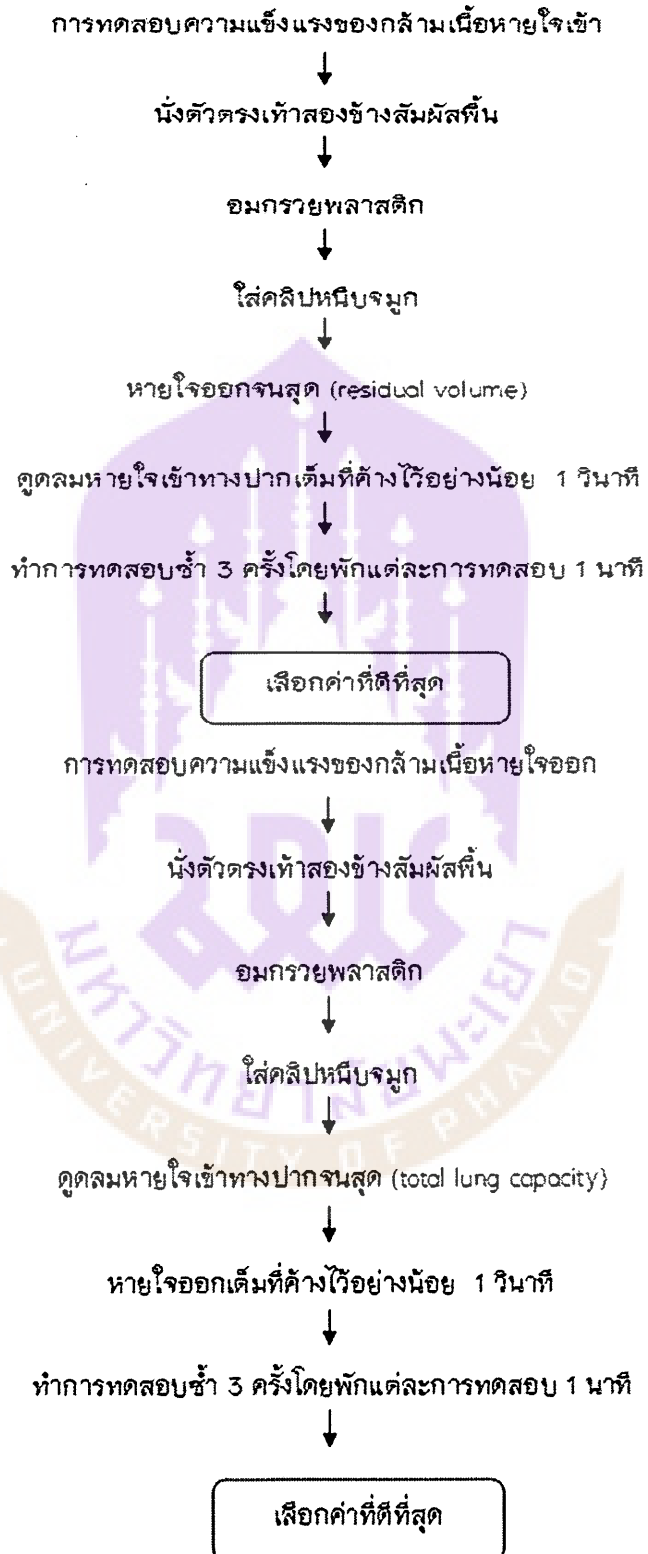 การทดสอบความแข็งแรงของกล้ามเนื้อหายใจเข้า
นั่งตัวตรงเท้าสองข้างสัมผัสพื้น
อมกรวยพลาสติก
ใส่คลิปหนีบจมูก
หายใจออกจนสุด (residual volume)
ดูดลมหายใจเข้าทางปากเต็มที่ค้างไว้อย่างน้อย 1 วินาที
ทำการทดสอบซ้ำ 3 ครั้งโดยพักแต่ละการทดสอบ 1 นาที
เลือกค่าที่ดีที่สุด
การทดสอบความแข็งแรงของกล้ามเนื้อหายใจออก
นั่งตัวตรงเท้าสองข้างสัมผัสพื้น
อมกรวยพลาสติก
ใส่คลิปหนีบจมูก
ดูดลมหายใจเข้าทางปากจนสุด (total lung capacity)
หายใจออกเต็มที่ค้างไว้อย่างน้อย 1 วินาที
ทำการทดสอบซ้ำ 3 ครั้งโดยพักแต่ละการทดสอบ 1 นาที
เลือกค่าที่ดีที่สุด
มหาวิทยาลัยพะเยา
UNIVERSITY OF PHAYAO